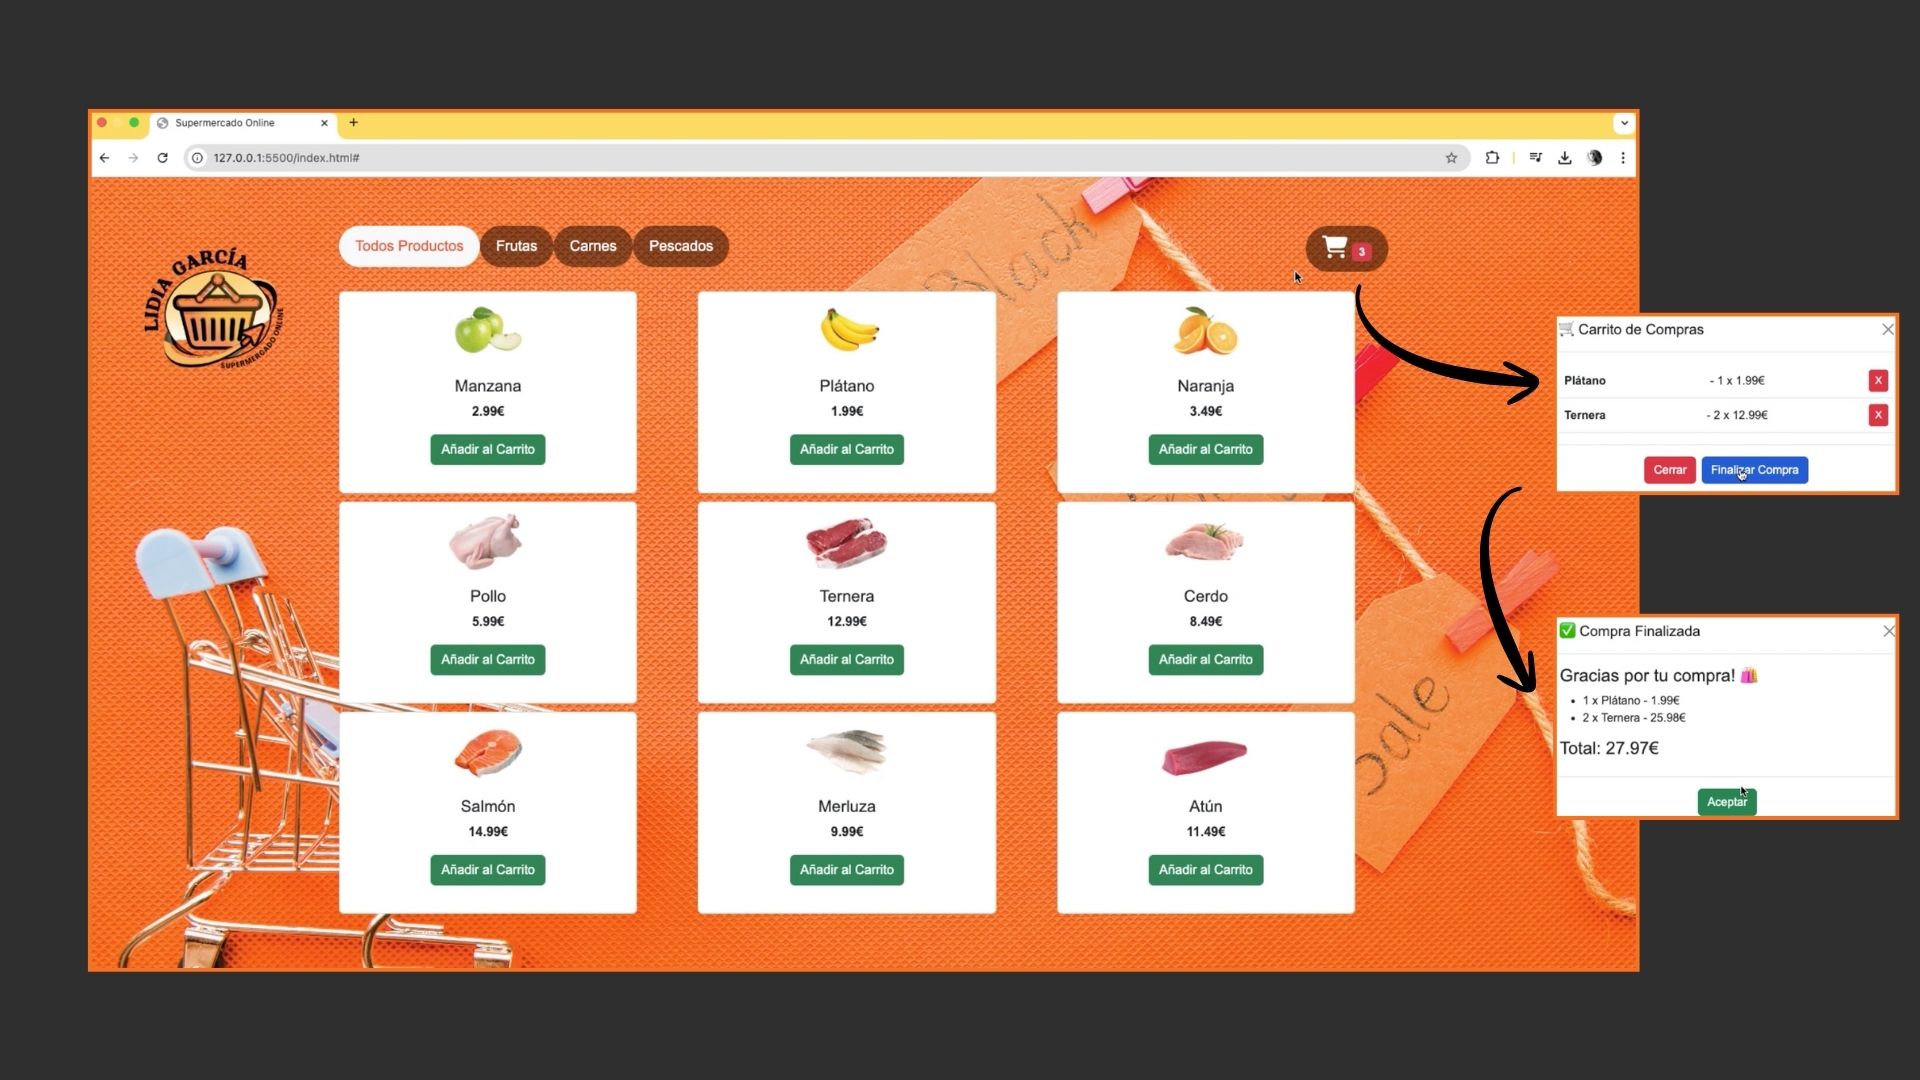 Supermercado Online
127.0.0.1:5500/index.html#
LIDIA GARCÍA
SUPERMERCADO ONLINE
Todos Productos
Frutas
Carnes
Pescados
3
Black
Manzana
2.99€
Añadir al Carrito
Plátano
1.99€
Añadir al Carrito
Naranja
3.49€
Añadir al Carrito
Pollo
5.99€
Añadir al Carrito
Ternera
12.99€
Añadir al Carrito
Cerdo
8.49€
Añadir al Carrito
Sale
Salmón
14.99€
Añadir al Carrito
Merluza
9.99€
Añadir al Carrito
Atún
11.49€
Añadir al Carrito
🛒 Carrito de Compras
Plátano - 1 x 1.99€ X
Ternera - 2 x 12.99€ X
Cerrar
Finalizar Compra
✅ Compra Finalizada
Gracias por tu compra! 🛍️
• 1 x Plátano - 1.99€
• 2 x Ternera - 25.98€
Total: 27.97€
Aceptar